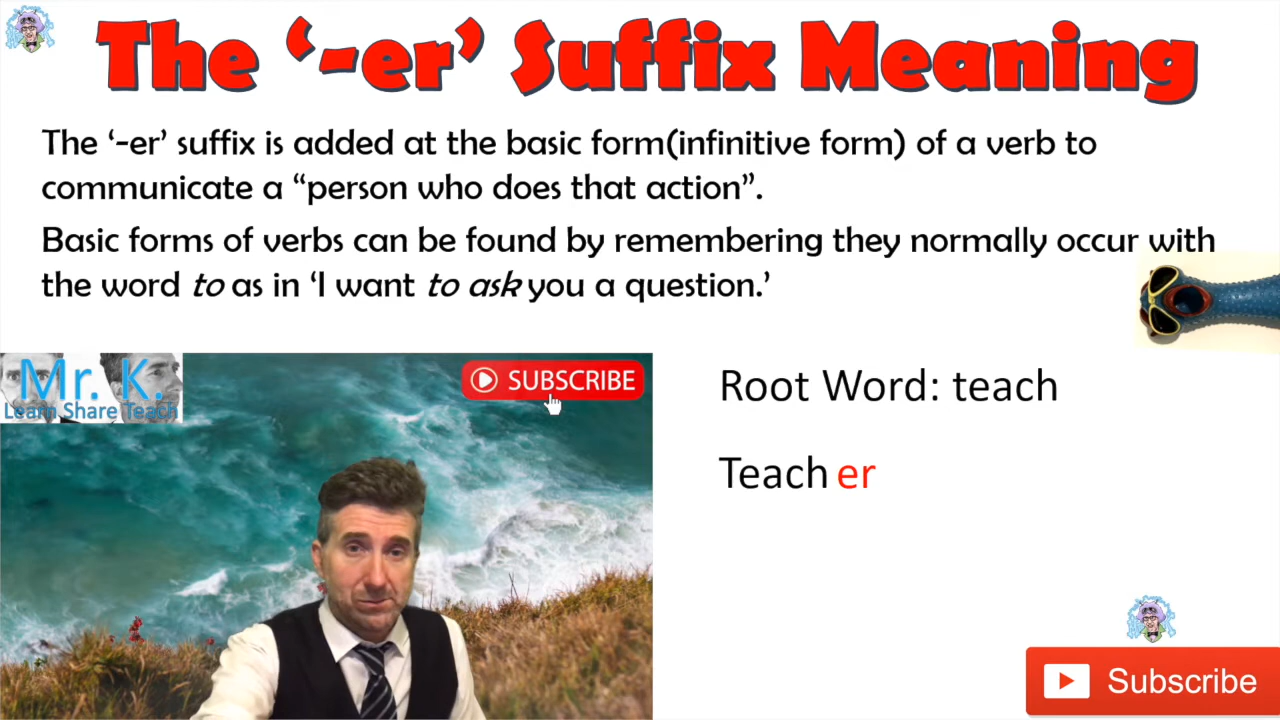 The ‘-er’ Suffix Meaning
The ‘-er’ suffix is added at the basic form(infinitive form) of a verb to
communicate a “person who does that action”.
Basic forms of verbs can be found by remembering they normally occur with
the word to as in ‘I want to ask you a question.’
Mr. K.
Learn Share Teach
SUBSCRIBE
Root Word: teach
Teach er
Subscribe